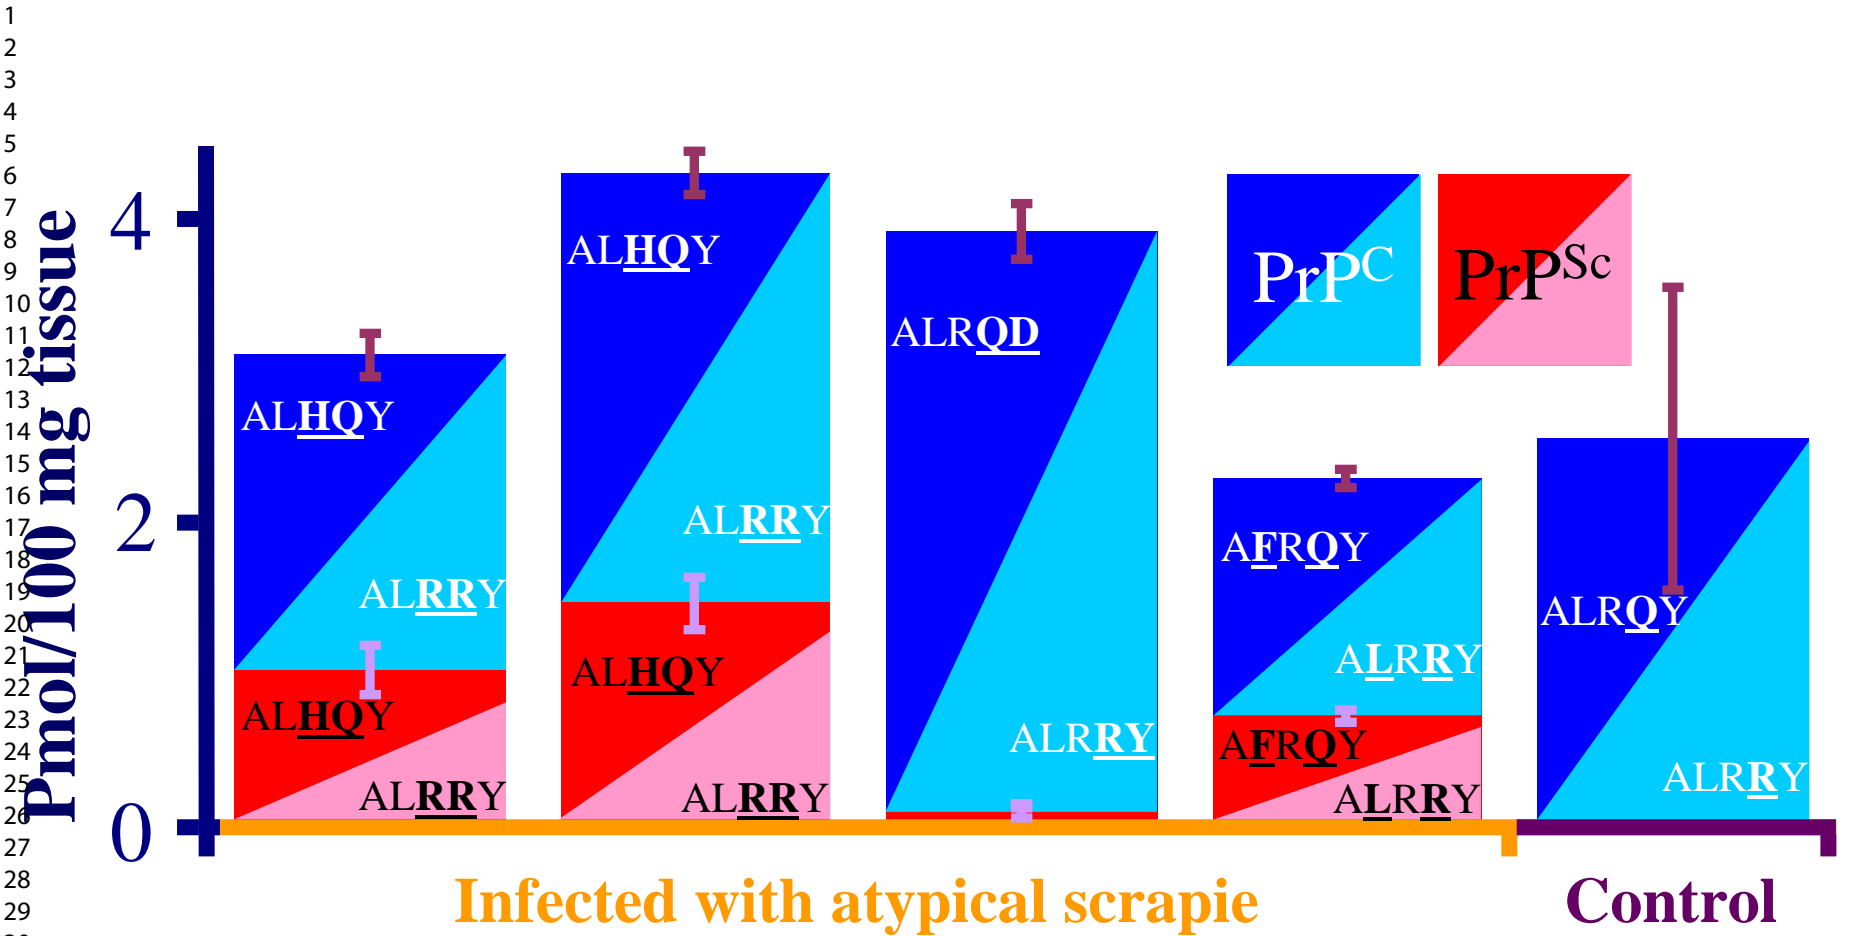 1
2
3
4
5
6
7
8
9
10
11
12
13
14
15
16
17
18
19
20
21
22
23
24
25
26
27
28
29
Pmol/100 mg tissue
4
2
0
ALHQY
ALRRY
ALHQY
ALRRY
ALHQY
ALRRY
ALHQY
ALRRY
ALRQD
ALRRY
AFRQY
ALRRY
AFRQY
ALRRY
PrPC
PrPSc
ALRQY
ALRRY
Infected with atypical scrapie
Control